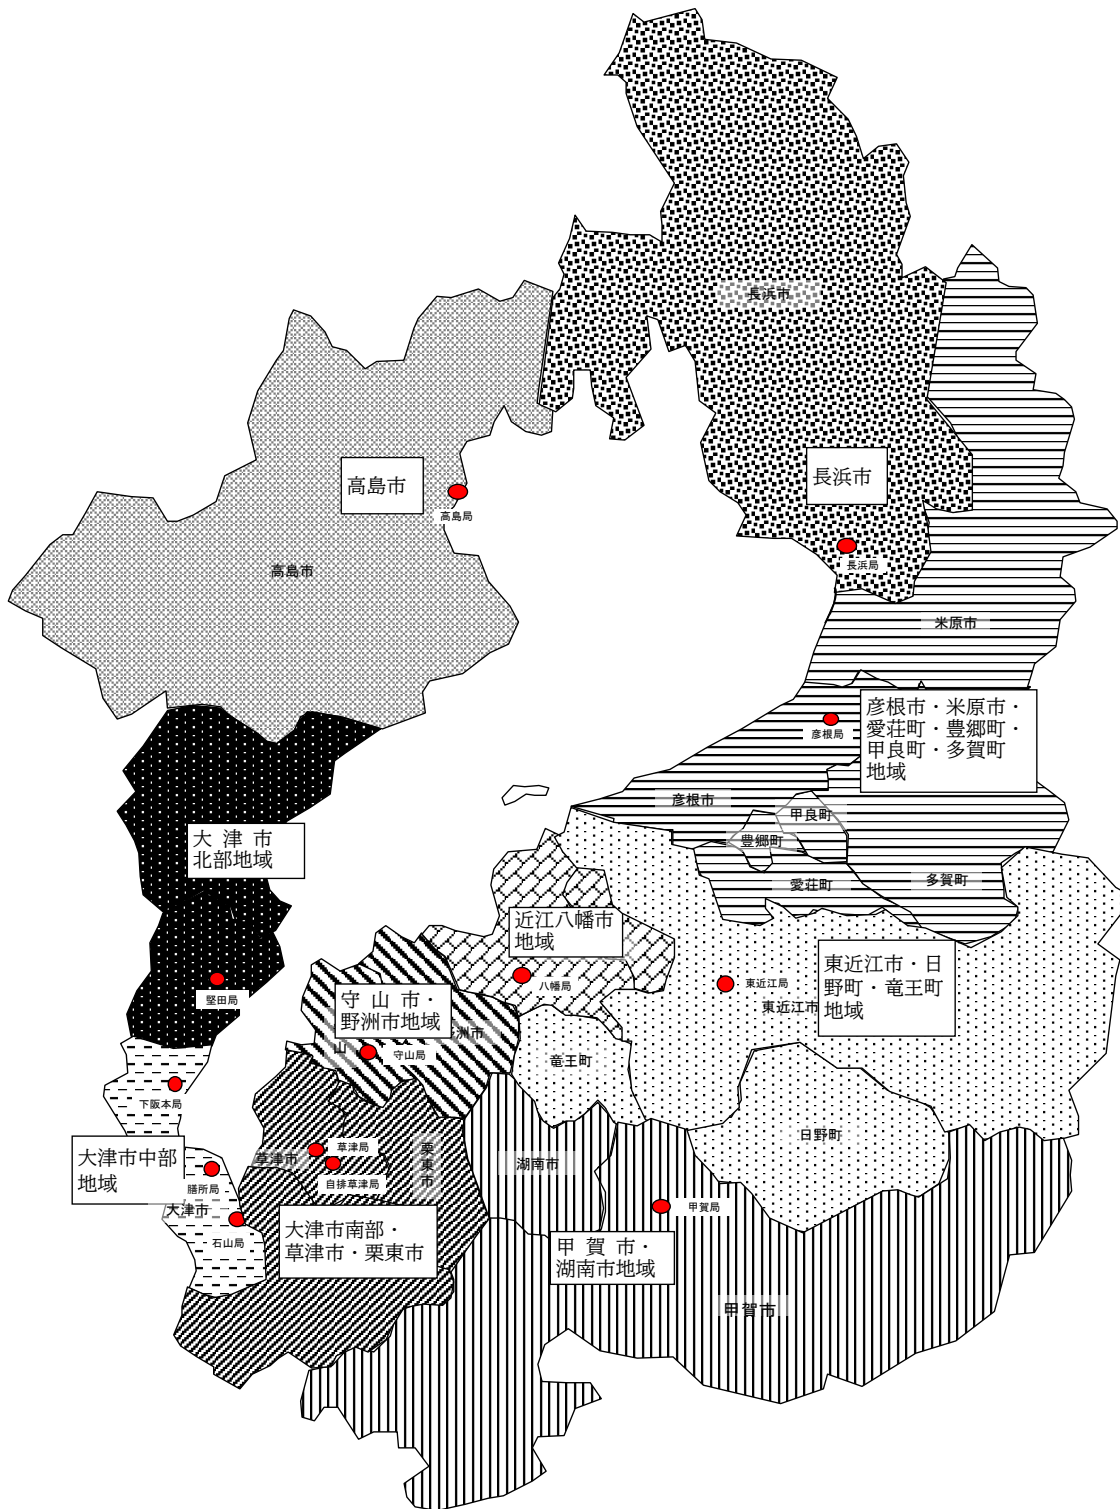 長浜市
長浜市
長浜局
高島市
高島局
高島市
米原市
彦根市・米原市・
愛荘町・豊郷町・
甲良町・多賀町
地域
彦根局
彦根市
甲良町
豊郷町
愛荘町
多賀町
大津市
北部地域
近江八幡市
地域
八幡局
東近江市・日
野町・竜王町
地域
東近江局
東近江市
堅田局
守山市・
野洲市地域
洲市
山
守山局
竜王町
下阪本局
日野町
大津市中部
地域
膳所局
大津市
石山局
草津市
草津局
自排草津局
栗東市
湖南市
大津市南部・
草津市・栗東市
甲賀局
甲賀市・
湖南市地域
甲賀市